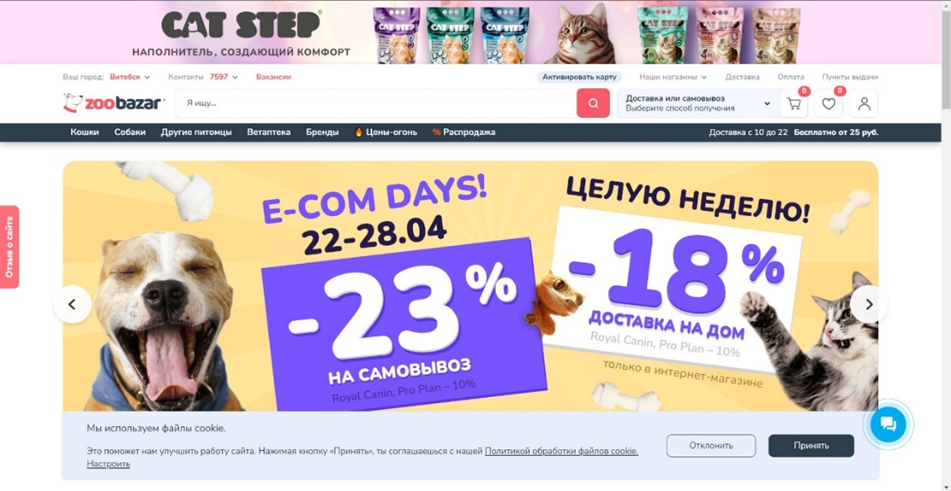 CAT STEP®
НАПОЛНИТЕЛЬ, СОЗДАЮЩИЙ КОМФОРТ
Ваш город: Витебск Контакты 7597 Вакансии Активировать карту Наши магазины Доставка Оплата Пункты выдачи
zoobazar Я ищу... Доставка или самовывоз 0 0
Выберите способ получения
Кошки Собаки Другие питомцы Ветаптека Бренды Цены-огонь % Распродажа Доставка с 10 до 22 Бесплатно от 25 руб.
Отзыв о сайте
E-COM DAYS!
22-28.04
-23%
НА САМОВЫВОЗ
Royal Canin, Pro Plan – 10%
ЦЕЛУЮ НЕДЕЛЮ!
-18%
ДОСТАВКА НА ДОМ
Royal Canin, Pro Plan – 10%
только в интернет-магазине
Мы используем файлы cookie.
Это поможет нам улучшить работу сайта. Нажимая кнопку «Принять», ты соглашаешься с нашей Политикой обработки файлов cookie.
Настроить
Отклонить Принять